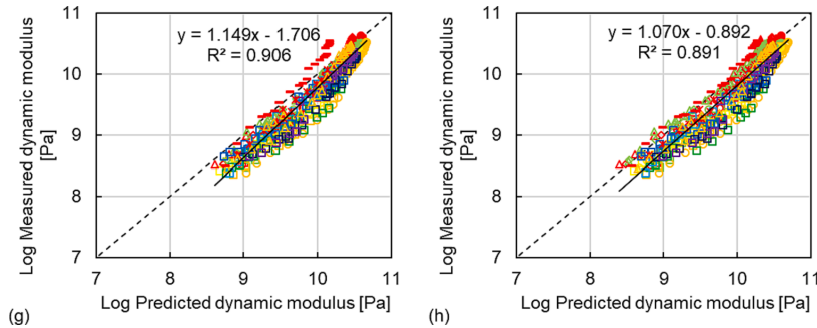 y = 1.149x - 1.706
R² = 0.906
11
10
9
8
7
7
8
9
10
11
Log Measured dynamic modulus
[Pa]
Log Predicted dynamic modulus [Pa]
(g)
y = 1.070x - 0.892
R² = 0.891
11
10
9
8
7
7
8
9
10
11
Log Measured dynamic modulus
[Pa]
Log Predicted dynamic modulus [Pa]
(h)